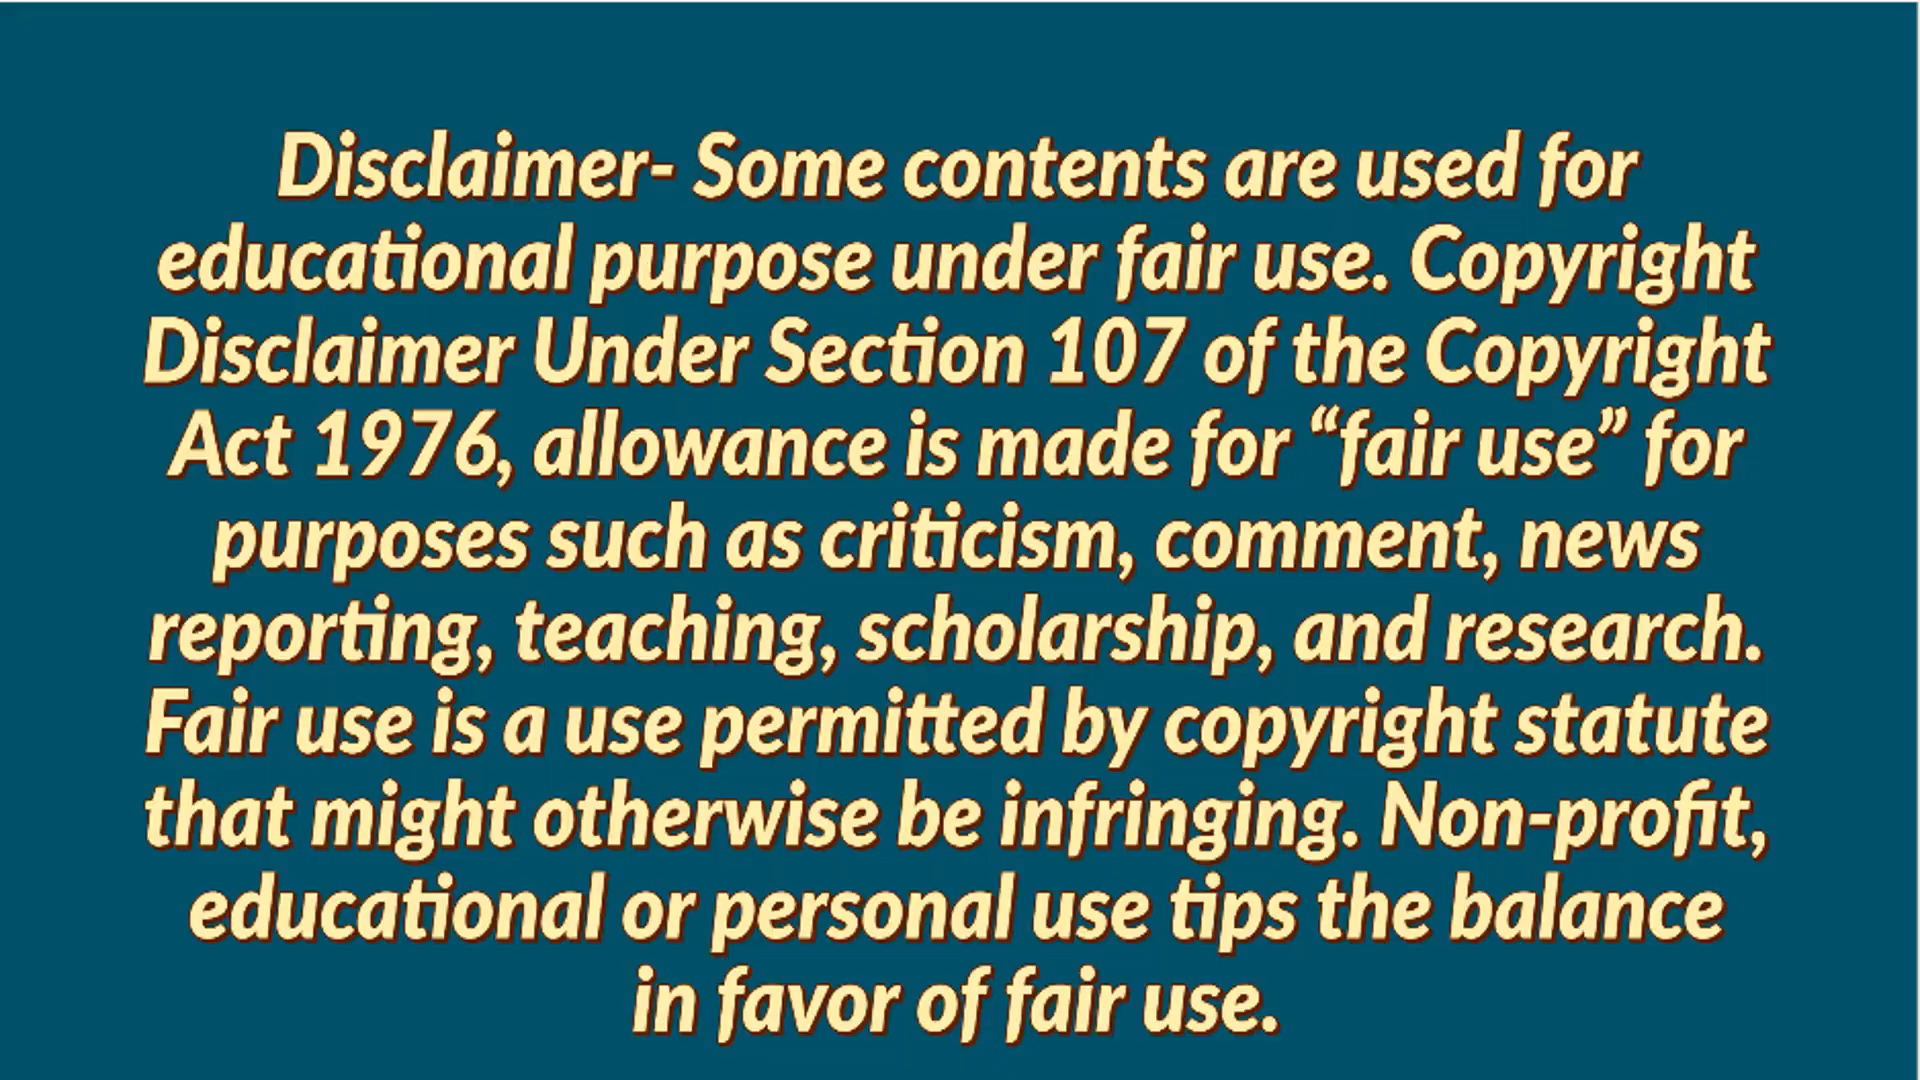 Disclaimer- Some contents are used for
educational purpose under fair use. Copyright
Disclaimer Under Section 107 of the Copyright
Act 1976, allowance is made for “fair use” for
purposes such as criticism, comment, news
reporting, teaching, scholarship, and research.
Fair use is a use permitted by copyright statute
that might otherwise be infringing. Non-profit,
educational or personal use tips the balance
in favor of fair use.